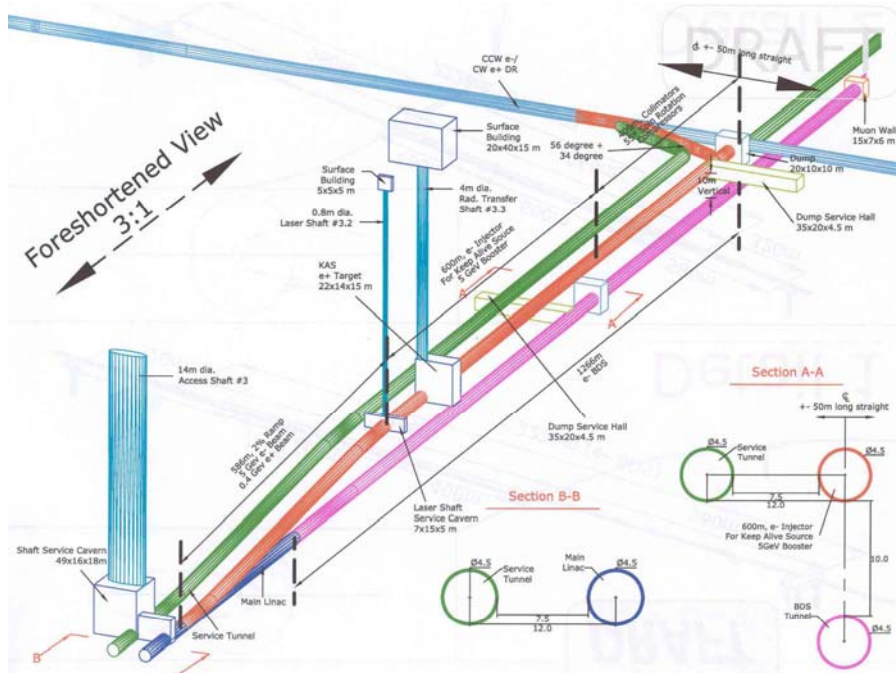 DRAFT
CCW e-/
CW e+ DR
℄ +- 50m long straight
Surface
Building
20x40x15 m
56 degree +
34 degree
Muon Wall
15x7x6 m
Dump
20x10x10 m
10m
Vertical
Dump Service Hall
35x20x4.5 m
Foreshortened View
3:1
Surface
Building
5x5x5 m
0.8m dia.
Laser Shaft #3.2
4m dia.
Rad. Transfer
Shaft #3.3
KAS
e+ Target
22x14x15 m
600m, e- Injector
For Keep Alive Souce
5 GeV Booster
A
A
14m dia.
Access Shaft #3
1266m
e- BDS
Dump Service Hall
35x20x4.5 m
586m, 2% Ramp
5 Gev e- Beam
0.4 Gev e+ Beam
Laser Shaft
Service Cavern
7x15x5 m
Shaft Service Cavern
49x16x18m
Main Linac
Service Tunnel
B
Section B-B
Ø4.5
Service
Tunnel
Main
Linac
Ø4.5
7.5
12.0
Section A-A
℄
+- 50m long straight
Ø4.5
Service
Tunnel
Ø4.5
7.5
12.0
600m, e- Injector
For Keep Alive Source
5GeV Booster
10.0
BDS
Tunnel
Ø4.5